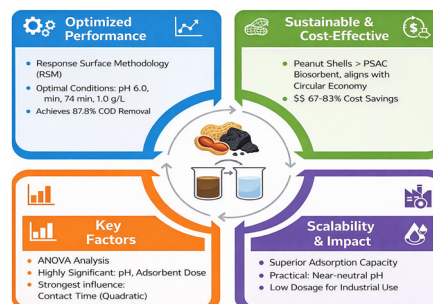 Optimized
Performance
Response Surface Methodology
(RSM)
Optimal Conditions: pH 6.0,
min, 74 min, 1.0 g/L
Achieves 87.8% COD Removal
Sustainable &
Cost-Effective
Peanut Shells > PSAC
Biosorbent, aligns with
Circular Economy
$$ 67-83% Cost Savings
Key
Factors
ANOVA Analysis
Highly Significant: pH, Adsorbent Dose
Strongest influence:
Contact Time (Quadratic)
Scalability
& Impact
Superior Adsorption Capacity
Practical: Near-neutral pH
Low Dosage for Industrial Use